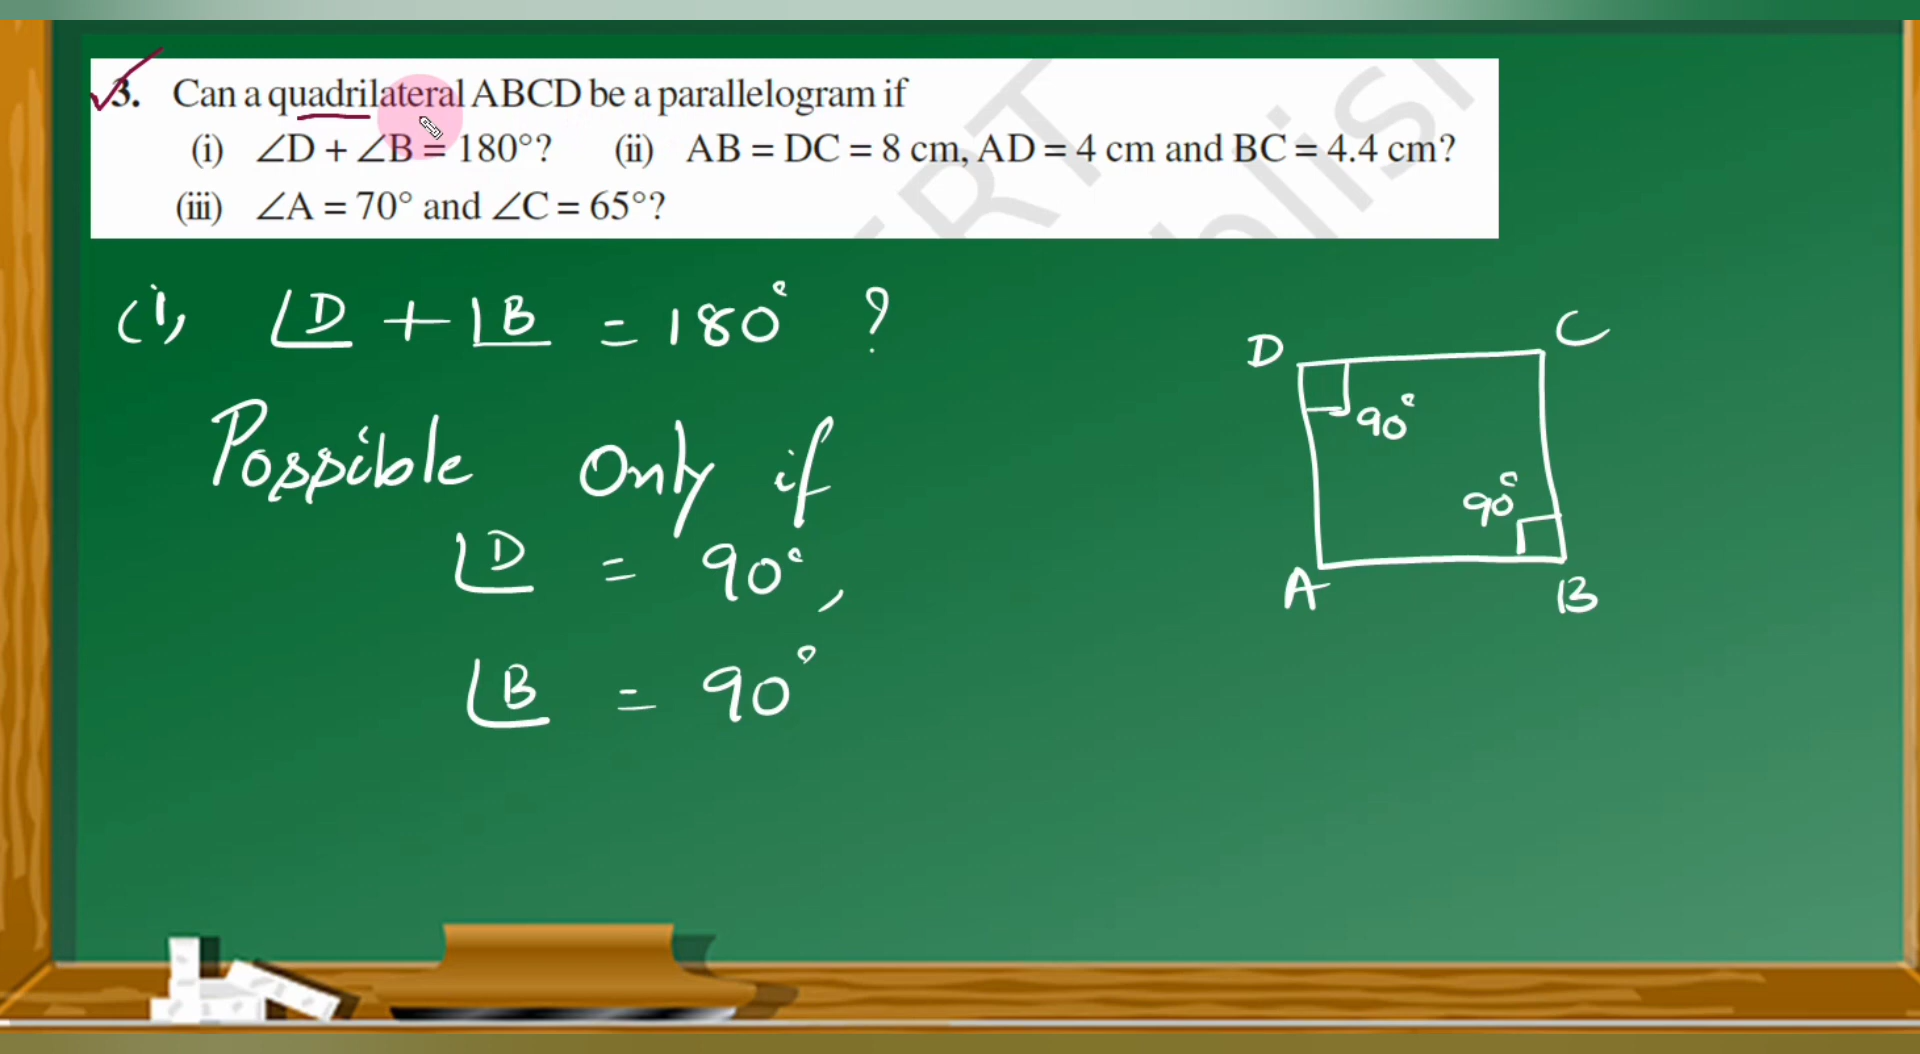 3. Can a quadrilateral ABCD be a parallelogram if
(i) ∠D + ∠B = 180°? (ii) AB = DC = 8 cm, AD = 4 cm and BC = 4.4 cm?
(iii) ∠A = 70° and ∠C = 65°?
(i, ∠D + ∠B = 180° ?
Possible Only if
∠D = 90°,
∠B = 90°
D C
90°
90°
A B